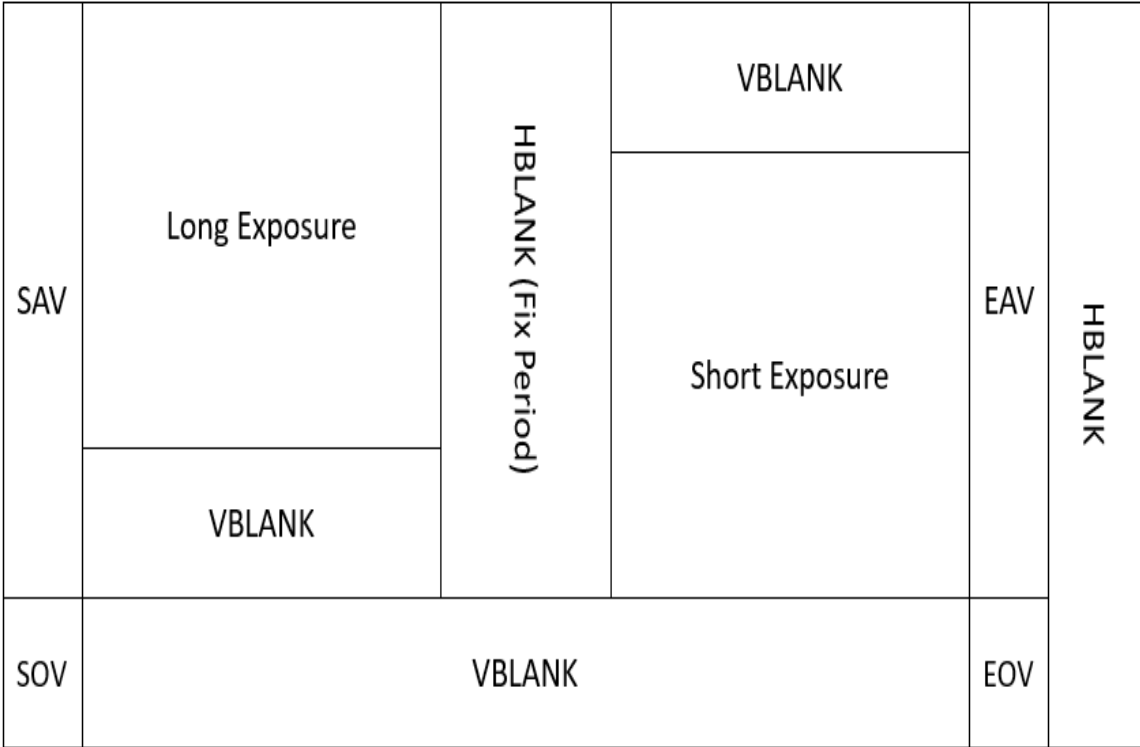 VBLANK
Long Exposure
HBLANK (Fix Period)
SAV
EAV
Short Exposure
HBLANK
VBLANK
SOV
VBLANK
EOV